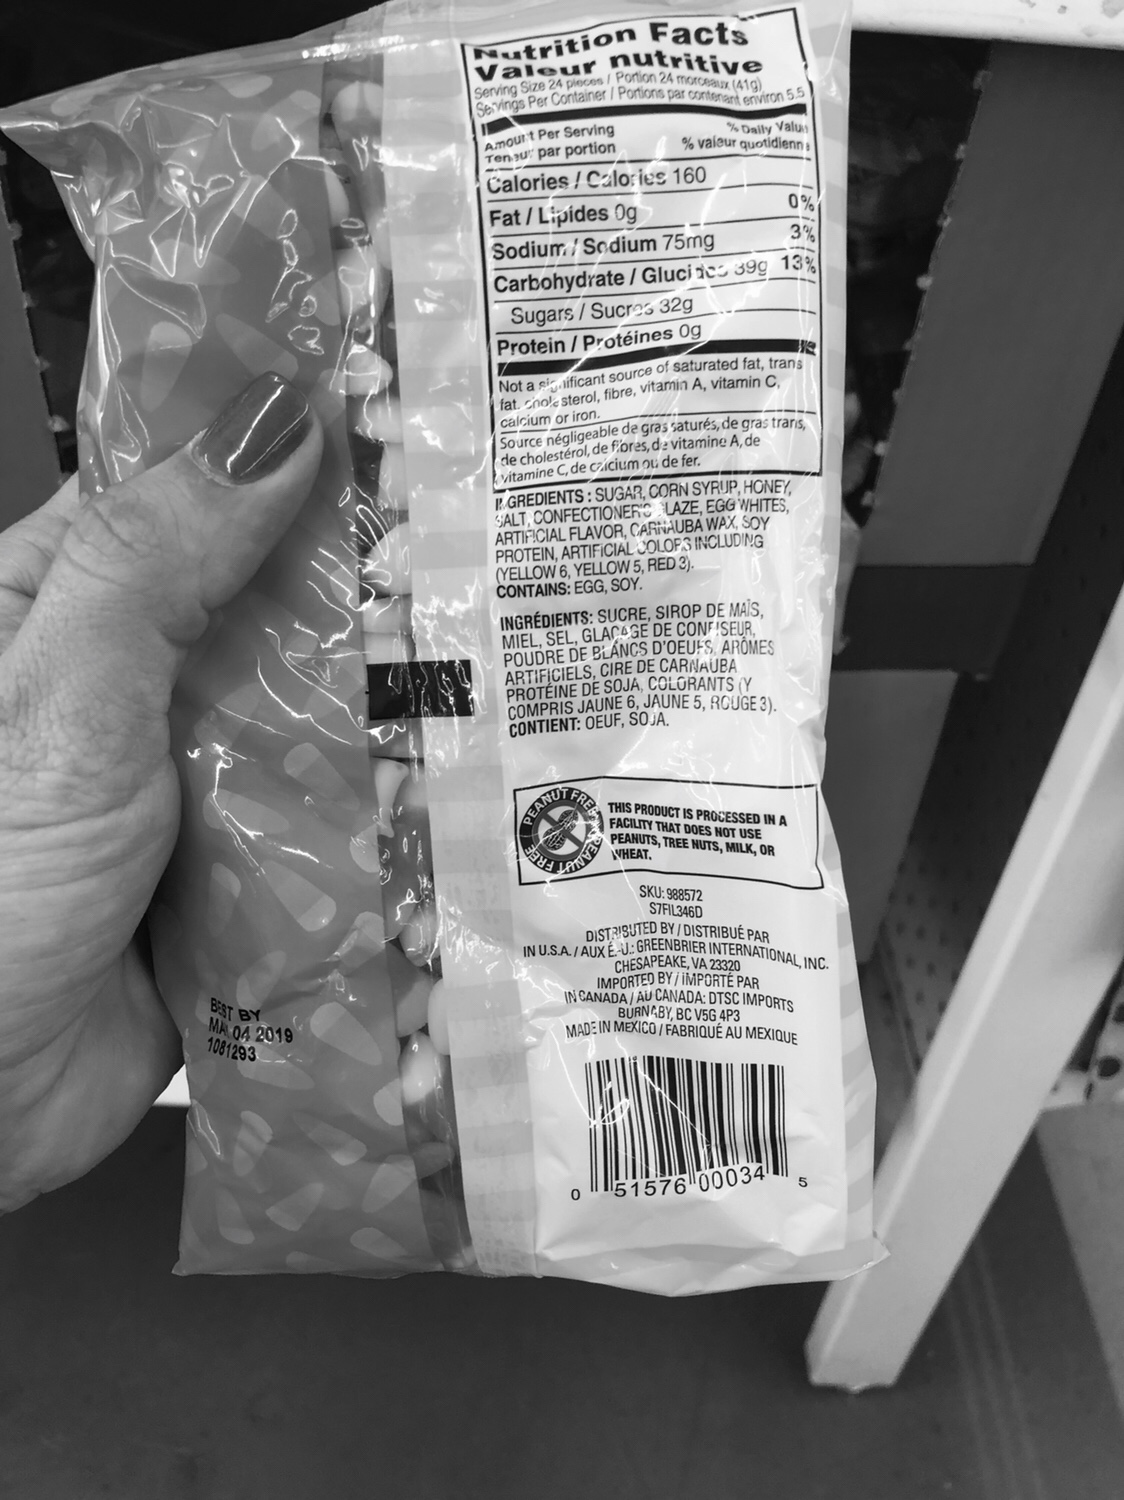 Nutrition Facts
Valeur nutritive
Serving Size 24 pieces / Portion 24 morceaux (41g)
Servings Per Container / Portions par contenant environ 5.5
Amount Per Serving
Teneur par portion
% Daily Value
% valeur quotidienne
Calories / Calories 160
Fat / Lipides 0g 0%
Sodium / Sodium 75mg 3%
Carbohydrate / Glucides 39g 13%
Sugars / Sucres 32g
Protein / Protéines 0g
Not a significant source of saturated fat, trans
fat, cholesterol, fibre, vitamin A, vitamin C,
calcium or iron.
Source négligeable de gras saturés, de gras trans,
de cholestérol, de fibres, de vitamine A, de
vitamine C, de calcium ou de fer.
INGREDIENTS : SUGAR, CORN SYRUP, HONEY,
SALT, CONFECTIONER'S GLAZE, EGG WHITES,
ARTIFICIAL FLAVOR, CARNAUBA WAX, SOY
PROTEIN, ARTIFICIAL COLORS INCLUDING
(YELLOW 6, YELLOW 5, RED 3).
CONTAINS: EGG, SOY.
INGRÉDIENTS: SUCRE, SIROP DE MAÏS,
MIEL, SEL, GLAÇAGE DE CONFISEUR,
POUDRE DE BLANCS D'OEUFS, ARÔMES
ARTIFICIELS, CIRE DE CARNAUBA
PROTÉINE DE SOJA, COLORANTS (Y
COMPRIS JAUNE 6, JAUNE 5, ROUGE 3).
CONTIENT: OEUF, SOJA.
PEANUT FREE
PEANUT FREE
THIS PRODUCT IS PROCESSED IN A
FACILITY THAT DOES NOT USE
PEANUTS, TREE NUTS, MILK, OR
WHEAT.
SKU: 988572
S7FIL346D
DISTRIBUTED BY / DISTRIBUÉ PAR
IN U.S.A. / AUX É.-U.: GREENBRIER INTERNATIONAL, INC.
CHESAPEAKE, VA 23320
IMPORTED BY / IMPORTÉ PAR
IN CANADA / AU CANADA: DTSC IMPORTS
BURNABY, BC V5G 4P3
MADE IN MEXICO / FABRIQUÉ AU MEXIQUE
0 51576 00034 5
BEST BY
04 2019
1081293